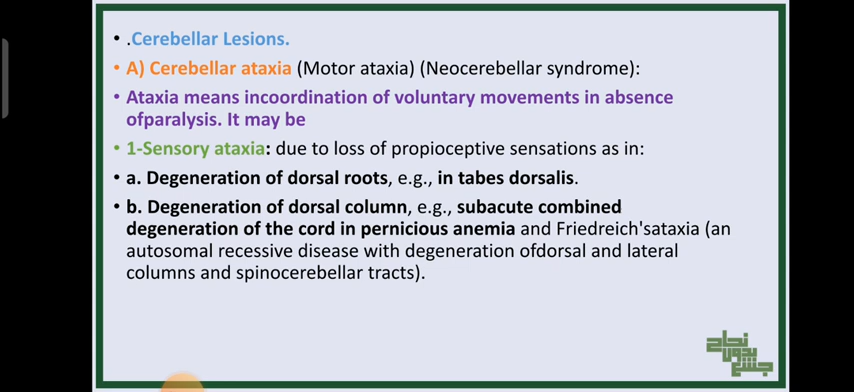 • .Cerebellar Lesions.
• A) Cerebellar ataxia (Motor ataxia) (Neocerebellar syndrome):
• Ataxia means incoordination of voluntary movements in absence
ofparalysis. It may be
• 1-Sensory ataxia: due to loss of propioceptive sensations as in:
• a. Degeneration of dorsal roots, e.g., in tabes dorsalis.
• b. Degeneration of dorsal column, e.g., subacute combined
degeneration of the cord in pernicious anemia and Friedreich'sataxia (an
autosomal recessive disease with degeneration ofdorsal and lateral
columns and spinocerebellar tracts).
نجاح
بدون